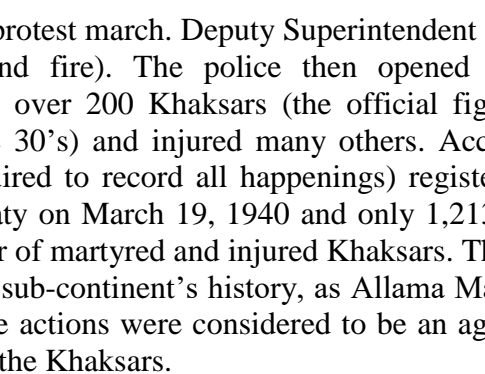 protest march. Deputy Superintendent
nd fire). The police then opened
over 200 Khaksars (the official fig
30's) and injured many others. Acc
uired to record all happenings) registe
aty on March 19, 1940 and only 1,213
r of martyred and injured Khaksars. Th
sub-continent's history, as Allama Ma
e actions were considered to be an ag
the Khaksars.